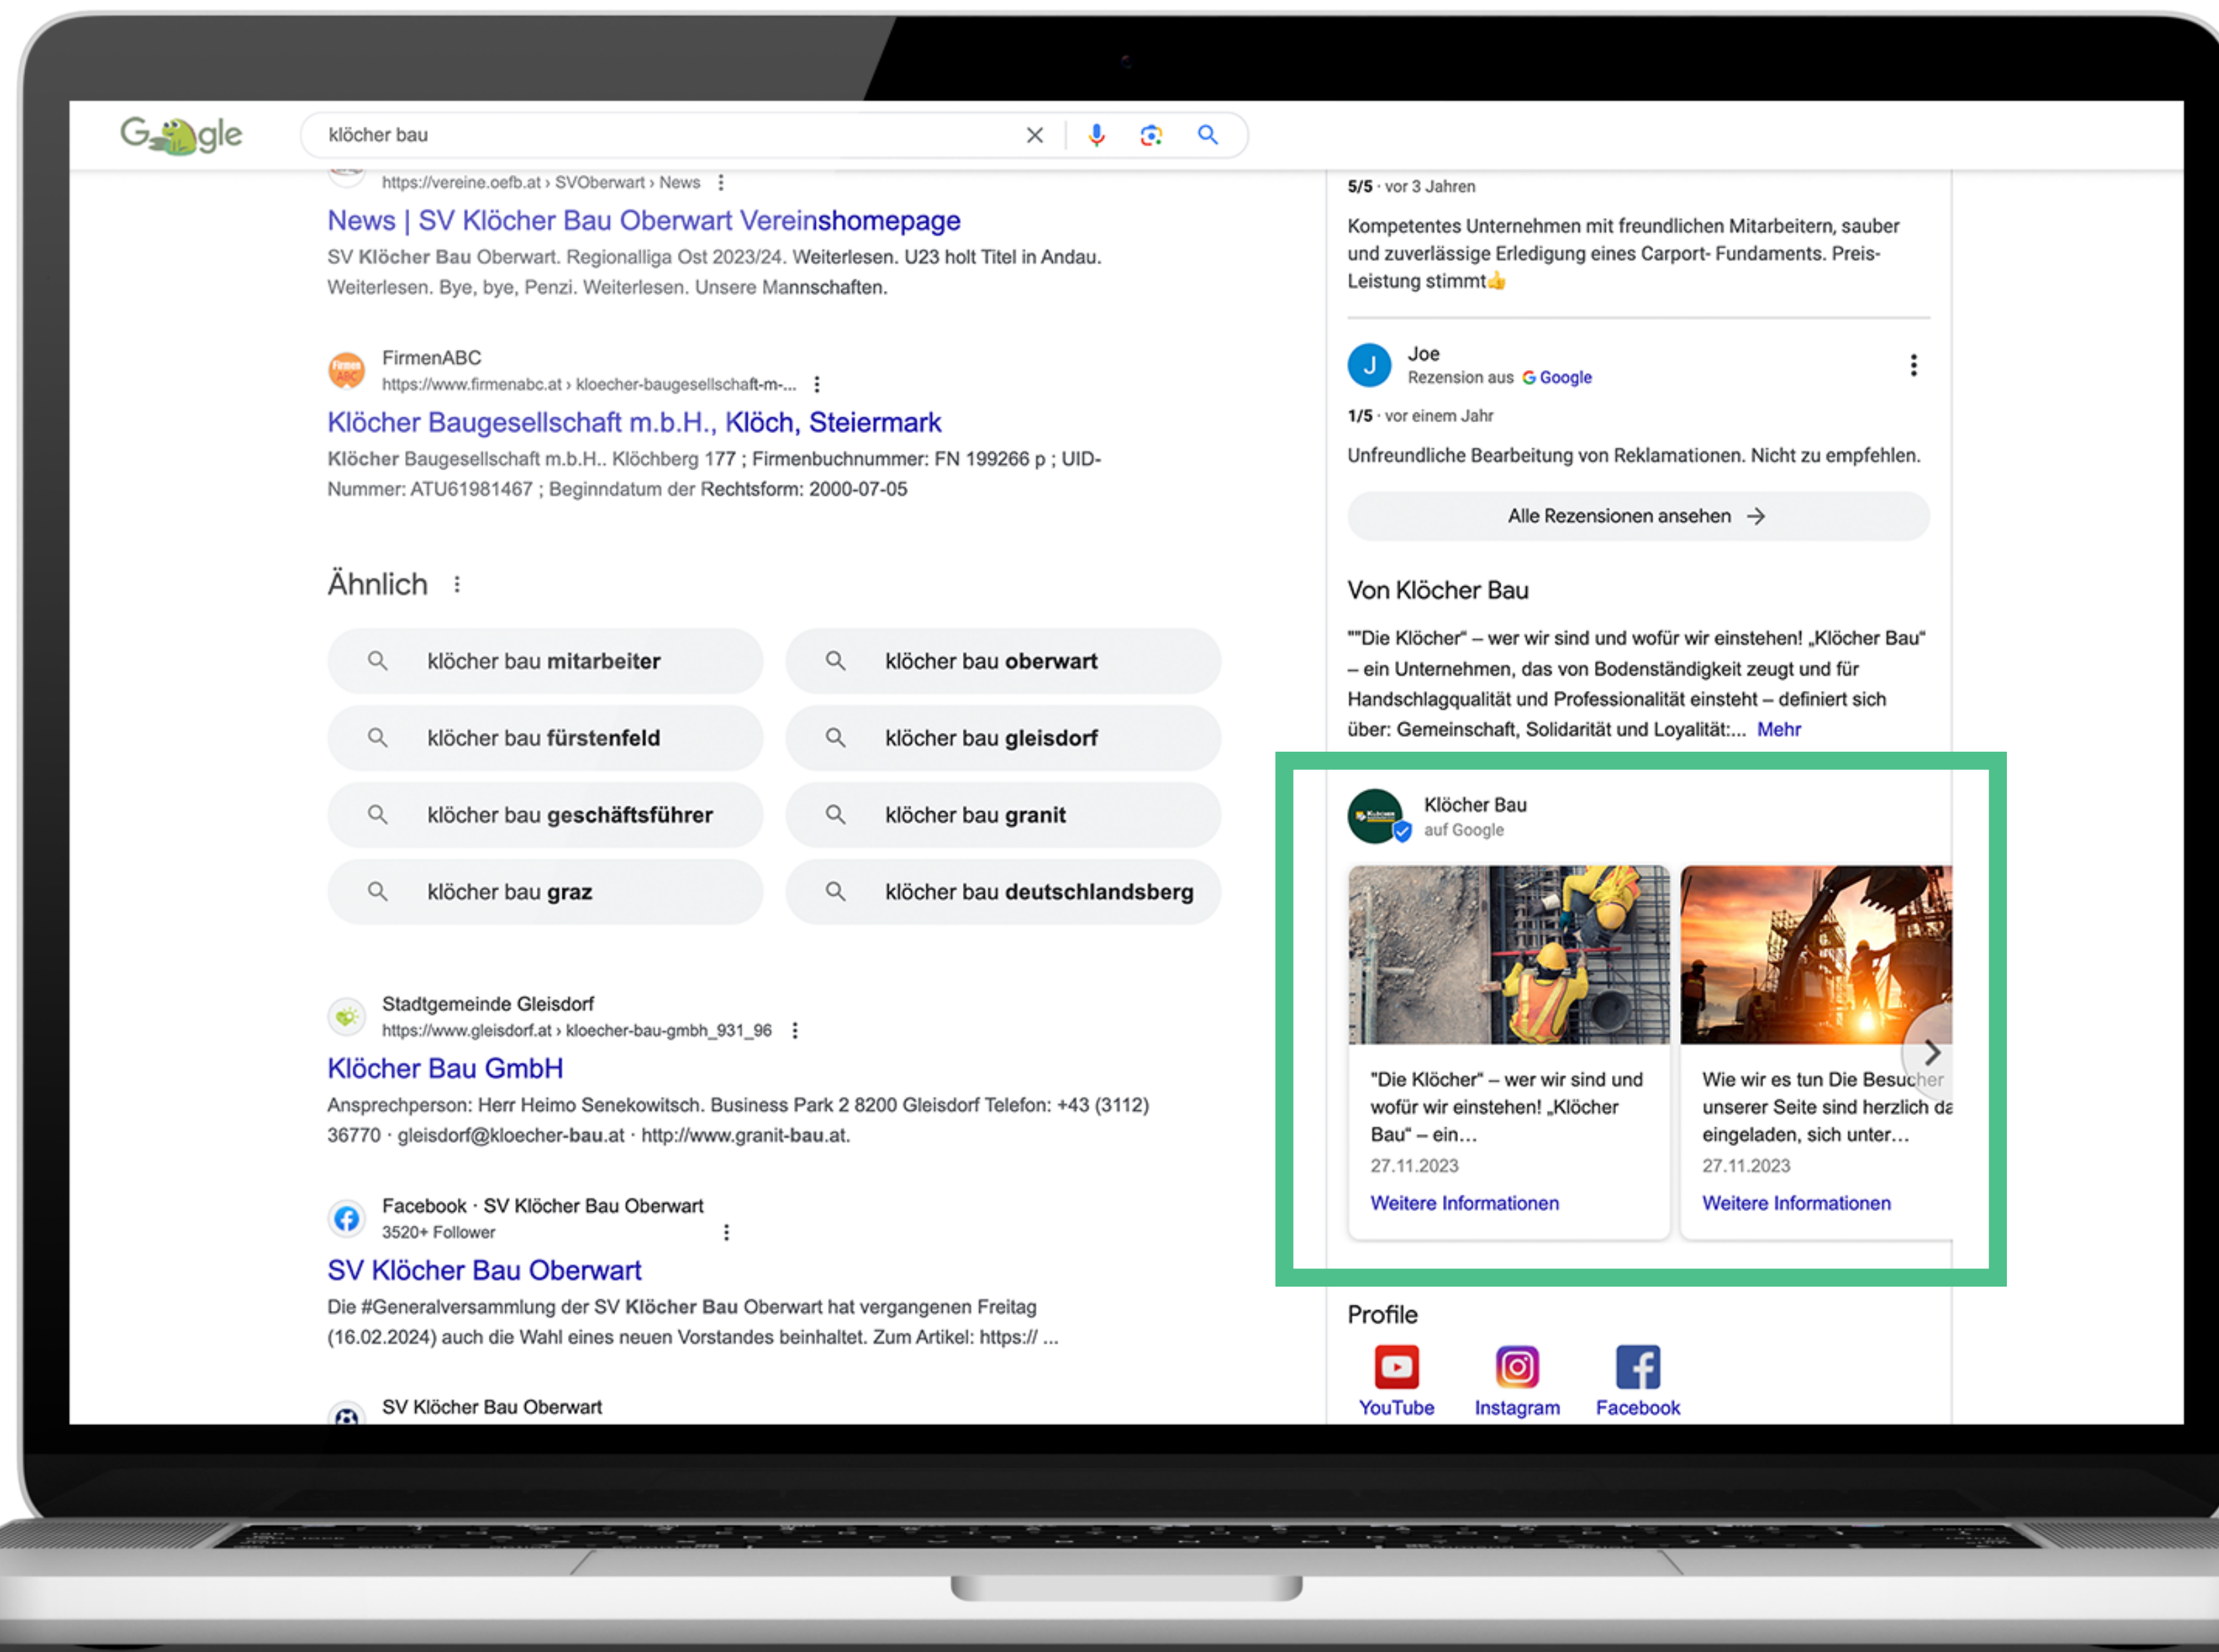 G gle
klöcher bau
https://vereine.oefb.at › SVOberwart › News
News | SV Klöcher Bau Oberwart Vereinshomepage
SV Klöcher Bau Oberwart. Regionalliga Ost 2023/24. Weiterlesen. U23 holt Titel in Andau.
Weiterlesen. Bye, bye, Penzi. Weiterlesen. Unsere Mannschaften.
Firmen
ABC
FirmenABC
https://www.firmenabc.at › kloecher-baugesellschaft-m-...
Klöcher Baugesellschaft m.b.H., Klöch, Steiermark
Klöcher Baugesellschaft m.b.H.. Klöchberg 177 ; Firmenbuchnummer: FN 199266 p ; UID-
Nummer: ATU61981467 ; Beginndatum der Rechtsform: 2000-07-05
Ähnlich
klöcher bau mitarbeiter
klöcher bau oberwart
klöcher bau fürstenfeld
klöcher bau gleisdorf
klöcher bau geschäftsführer
klöcher bau granit
klöcher bau graz
klöcher bau deutschlandsberg
Stadtgemeinde Gleisdorf
https://www.gleisdorf.at › kloecher-bau-gmbh_931_96
Klöcher Bau GmbH
Ansprechperson: Herr Heimo Senekowitsch. Business Park 2 8200 Gleisdorf Telefon: +43 (3112)
36770 · gleisdorf@kloecher-bau.at · http://www.granit-bau.at.
Facebook · SV Klöcher Bau Oberwart
3520+ Follower
SV Klöcher Bau Oberwart
Die #Generalversammlung der SV Klöcher Bau Oberwart hat vergangenen Freitag
(16.02.2024) auch die Wahl eines neuen Vorstandes beinhaltet. Zum Artikel: https:// ...
SV Klöcher Bau Oberwart
5/5 · vor 3 Jahren
Kompetentes Unternehmen mit freundlichen Mitarbeitern, sauber
und zuverlässige Erledigung eines Carport- Fundaments. Preis-
Leistung stimmt👍
J
Joe
Rezension aus G Google
1/5 · vor einem Jahr
Unfreundliche Bearbeitung von Reklamationen. Nicht zu empfehlen.
Alle Rezensionen ansehen →
Von Klöcher Bau
""Die Klöcher“ – wer wir sind und wofür wir einstehen! „Klöcher Bau“
– ein Unternehmen, das von Bodenständigkeit zeugt und für
Handschlagqualität und Professionalität einsteht – definiert sich
über: Gemeinschaft, Solidarität und Loyalität:... Mehr
Klöcher Bau
auf Google
"Die Klöcher“ – wer wir sind und
wofür wir einstehen! „Klöcher
Bau“ – ein...
27.11.2023
Weitere Informationen
Wie wir es tun Die Besucher
unserer Seite sind herzlich da
eingeladen, sich unter...
27.11.2023
Weitere Informationen
Profile
YouTube
Instagram
Facebook